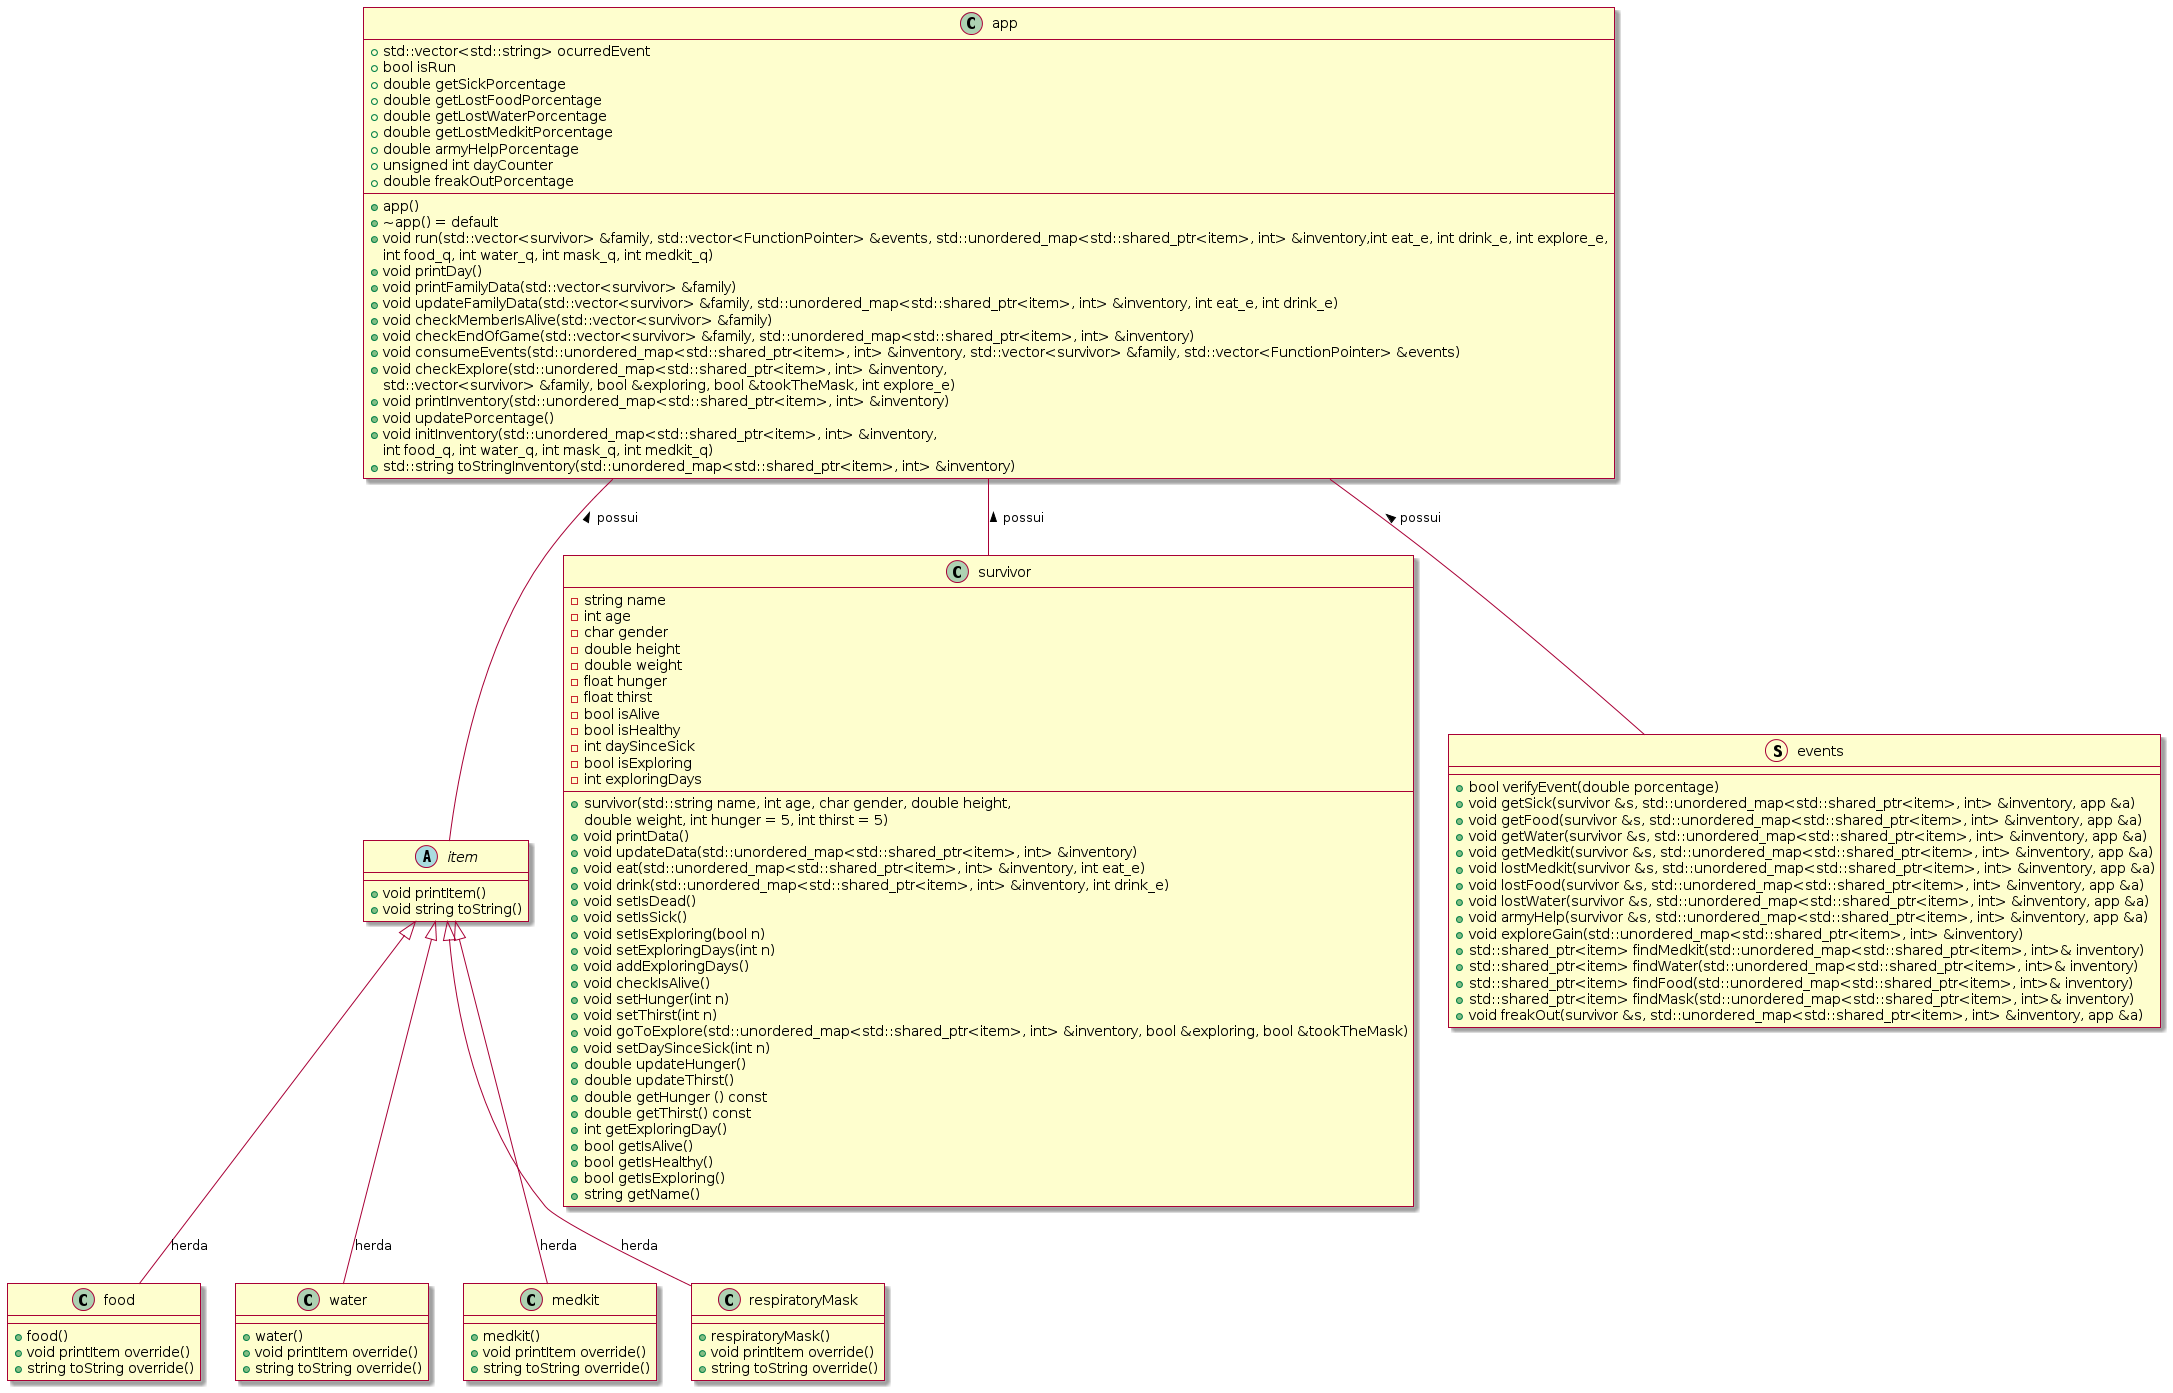 C app
std::vector<std::string> ocurredEvent
bool isRun
double getSickPorcentage
double getLostFoodPorcentage
double getLostWaterPorcentage
double getLostMedkitPorcentage
double armyHelpPorcentage
unsigned int dayCounter
double freakOutPorcentage
app()
~app() = default
void run(std::vector<survivor> &family, std::vector<FunctionPointer> &events, std::unordered_map<std::shared_ptr<item>, int> &inventory,int eat_e, int drink_e, int explore_e,
int food_q, int water_q, int mask_q, int medkit_q)
void printDay()
void printFamilyData(std::vector<survivor> &family)
void updateFamilyData(std::vector<survivor> &family, std::unordered_map<std::shared_ptr<item>, int> &inventory, int eat_e, int drink_e)
void checkMemberIsAlive(std::vector<survivor> &family)
void checkEndOfGame(std::vector<survivor> &family, std::unordered_map<std::shared_ptr<item>, int> &inventory)
void consumeEvents(std::unordered_map<std::shared_ptr<item>, int> &inventory, std::vector<survivor> &family, std::vector<FunctionPointer> &events)
void checkExplore(std::unordered_map<std::shared_ptr<item>, int> &inventory,
std::vector<survivor> &family, bool &exploring, bool &tookTheMask, int explore_e)
void printInventory(std::unordered_map<std::shared_ptr<item>, int> &inventory)
void updatePorcentage()
void initInventory(std::unordered_map<std::shared_ptr<item>, int> &inventory,
int food_q, int water_q, int mask_q, int medkit_q)
std::string toStringInventory(std::unordered_map<std::shared_ptr<item>, int> &inventory)
possui
possui
possui
C survivor
string name
int age
char gender
double height
double weight
float hunger
float thirst
bool isAlive
bool isHealthy
int daySinceSick
bool isExploring
int exploringDays
survivor(std::string name, int age, char gender, double height,
double weight, int hunger = 5, int thirst = 5)
void printData()
void updateData(std::unordered_map<std::shared_ptr<item>, int> &inventory)
void eat(std::unordered_map<std::shared_ptr<item>, int> &inventory, int eat_e)
void drink(std::unordered_map<std::shared_ptr<item>, int> &inventory, int drink_e)
void setIsDead()
void setIsSick()
void setIsExploring(bool n)
void setExploringDays(int n)
void addExploringDays()
void checkIsAlive()
void setHunger(int n)
void setThirst(int n)
void goToExplore(std::unordered_map<std::shared_ptr<item>, int> &inventory, bool &exploring, bool &tookTheMask)
void setDaySinceSick(int n)
double updateHunger()
double updateThirst()
double getHunger () const
double getThirst() const
int getExploringDay()
bool getIsAlive()
bool getIsHealthy()
bool getIsExploring()
string getName()
S events
bool verifyEvent(double porcentage)
void getSick(survivor &s, std::unordered_map<std::shared_ptr<item>, int> &inventory, app &a)
void getFood(survivor &s, std::unordered_map<std::shared_ptr<item>, int> &inventory, app &a)
void getWater(survivor &s, std::unordered_map<std::shared_ptr<item>, int> &inventory, app &a)
void getMedkit(survivor &s, std::unordered_map<std::shared_ptr<item>, int> &inventory, app &a)
void lostMedkit(survivor &s, std::unordered_map<std::shared_ptr<item>, int> &inventory, app &a)
void lostFood(survivor &s, std::unordered_map<std::shared_ptr<item>, int> &inventory, app &a)
void lostWater(survivor &s, std::unordered_map<std::shared_ptr<item>, int> &inventory, app &a)
void armyHelp(survivor &s, std::unordered_map<std::shared_ptr<item>, int> &inventory, app &a)
void exploreGain(std::unordered_map<std::shared_ptr<item>, int> &inventory)
std::shared_ptr<item> findMedkit(std::unordered_map<std::shared_ptr<item>, int>& inventory)
std::shared_ptr<item> findWater(std::unordered_map<std::shared_ptr<item>, int>& inventory)
std::shared_ptr<item> findFood(std::unordered_map<std::shared_ptr<item>, int>& inventory)
std::shared_ptr<item> findMask(std::unordered_map<std::shared_ptr<item>, int>& inventory)
void freakOut(survivor &s, std::unordered_map<std::shared_ptr<item>, int> &inventory, app &a)
A item
void printItem()
void string toString()
herda
herda
herda
herda
C food
food()
void printItem override()
string toString override()
C water
water()
void printItem override()
string toString override()
C medkit
medkit()
void printItem override()
string toString override()
C respiratoryMask
respiratoryMask()
void printItem override()
string toString override()